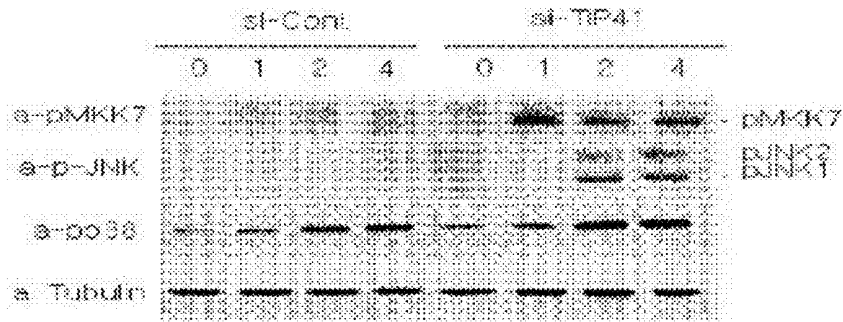 si-Cont. si-TIP41
0 1 2 4 0 1 2 4
a-pMKK7 pMKK7
a-p-JNK pJNK2
pJNK1
a-pp38
a Tubulin